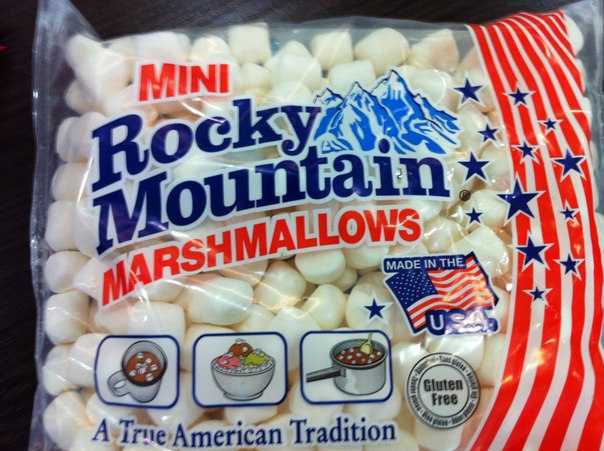 MINI
Rocky
Mountain®
MARSHMALLOWS
MADE IN THE
U.S.A.
Gluten
Free
A True American Tradition